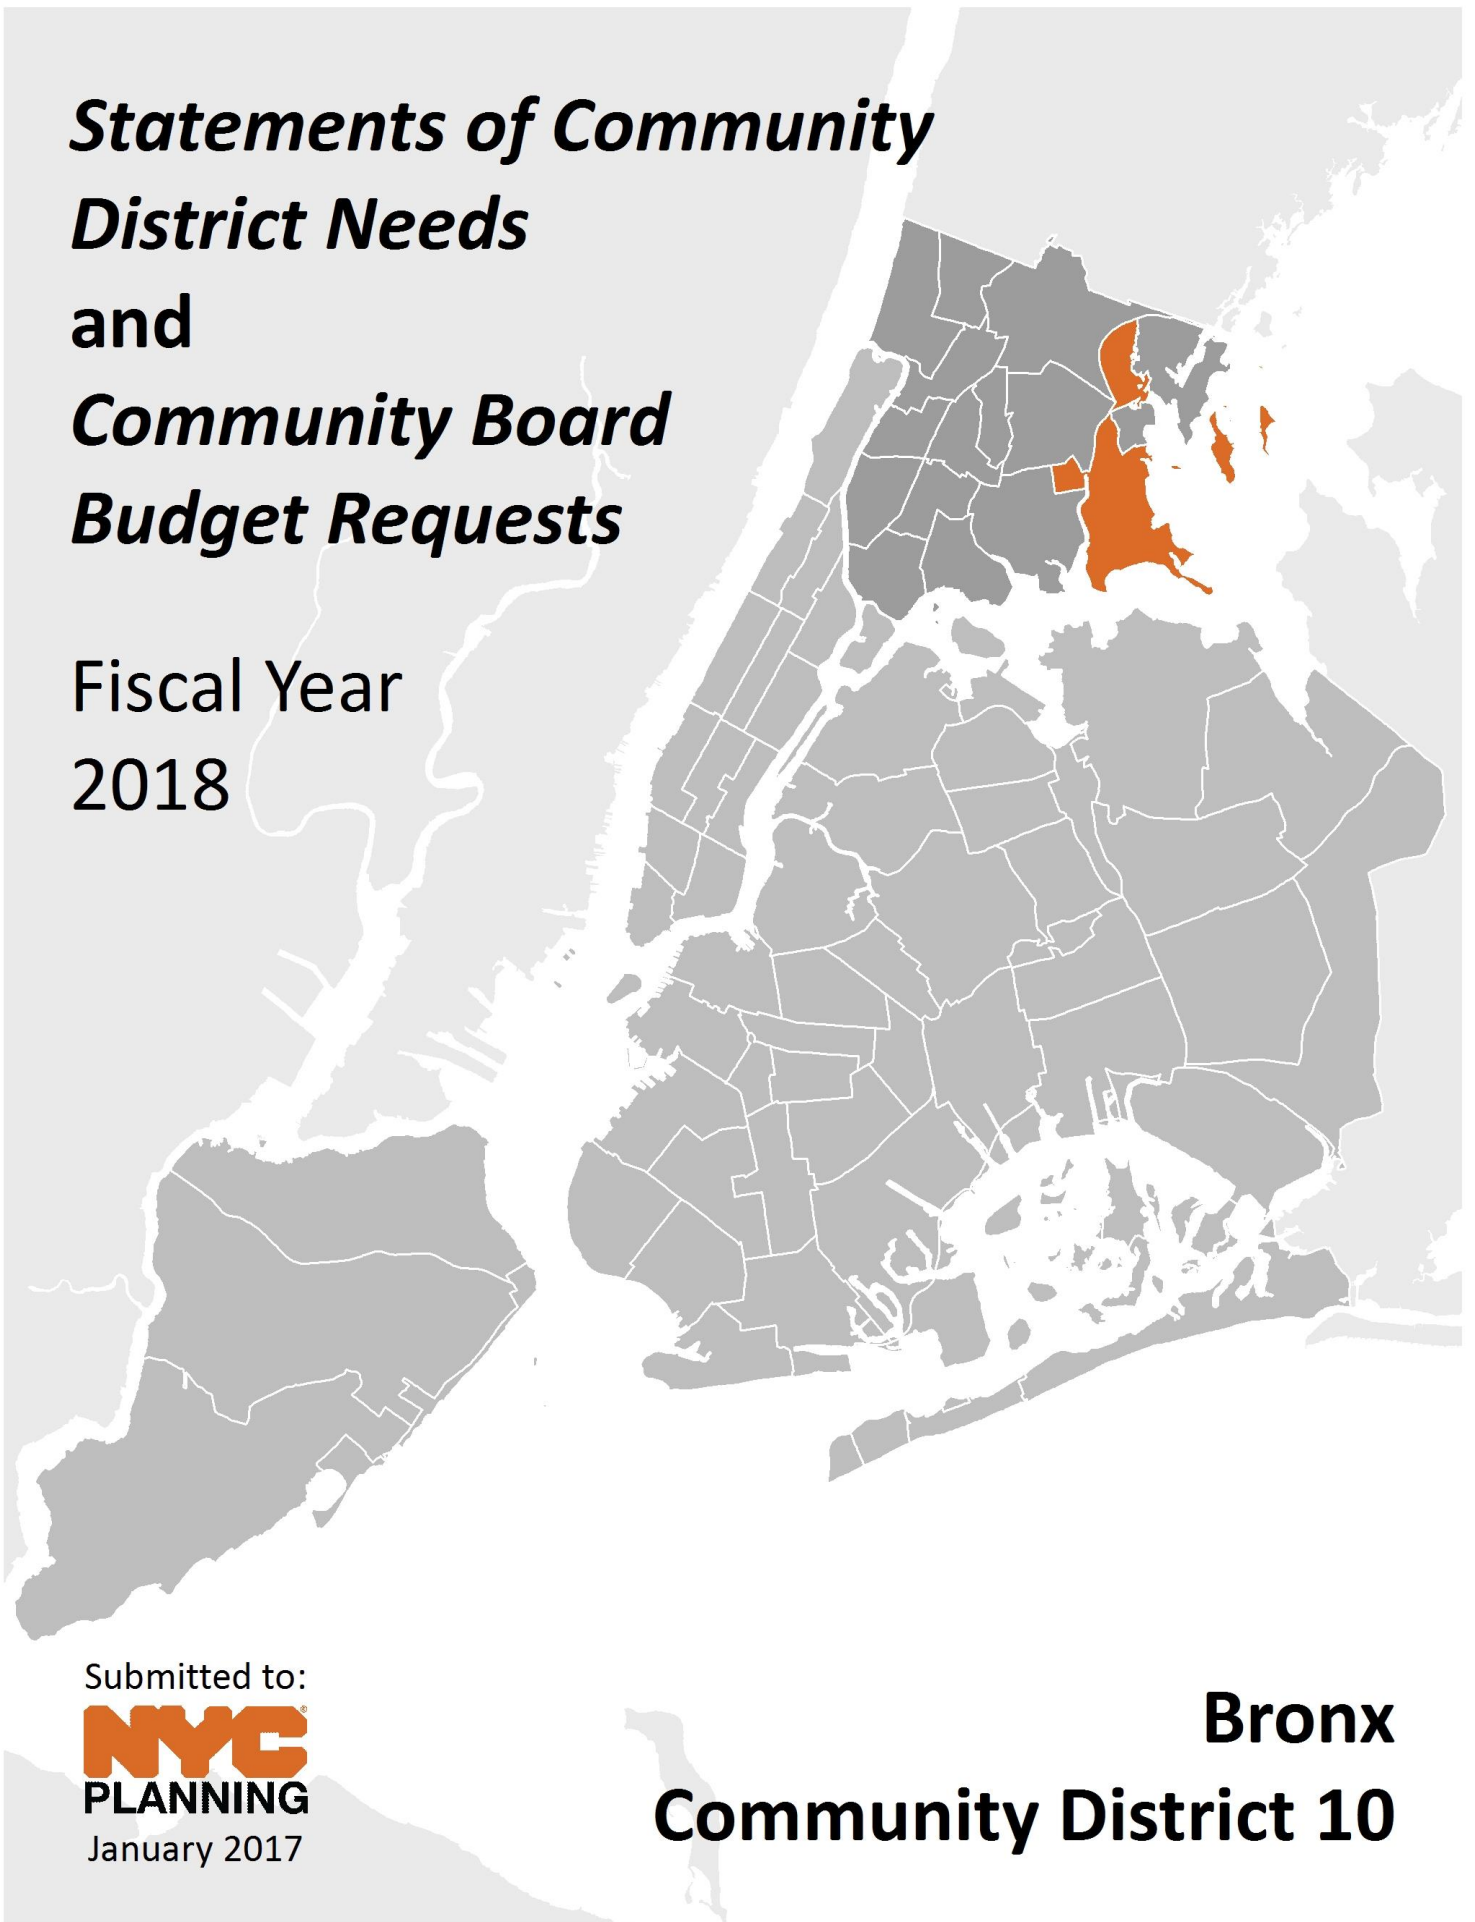 Statements of Community
District Needs
and
Community Board
Budget Requests
Fiscal Year
2018
Submitted to:
NYC®
PLANNING
January 2017
Bronx
Community District 10